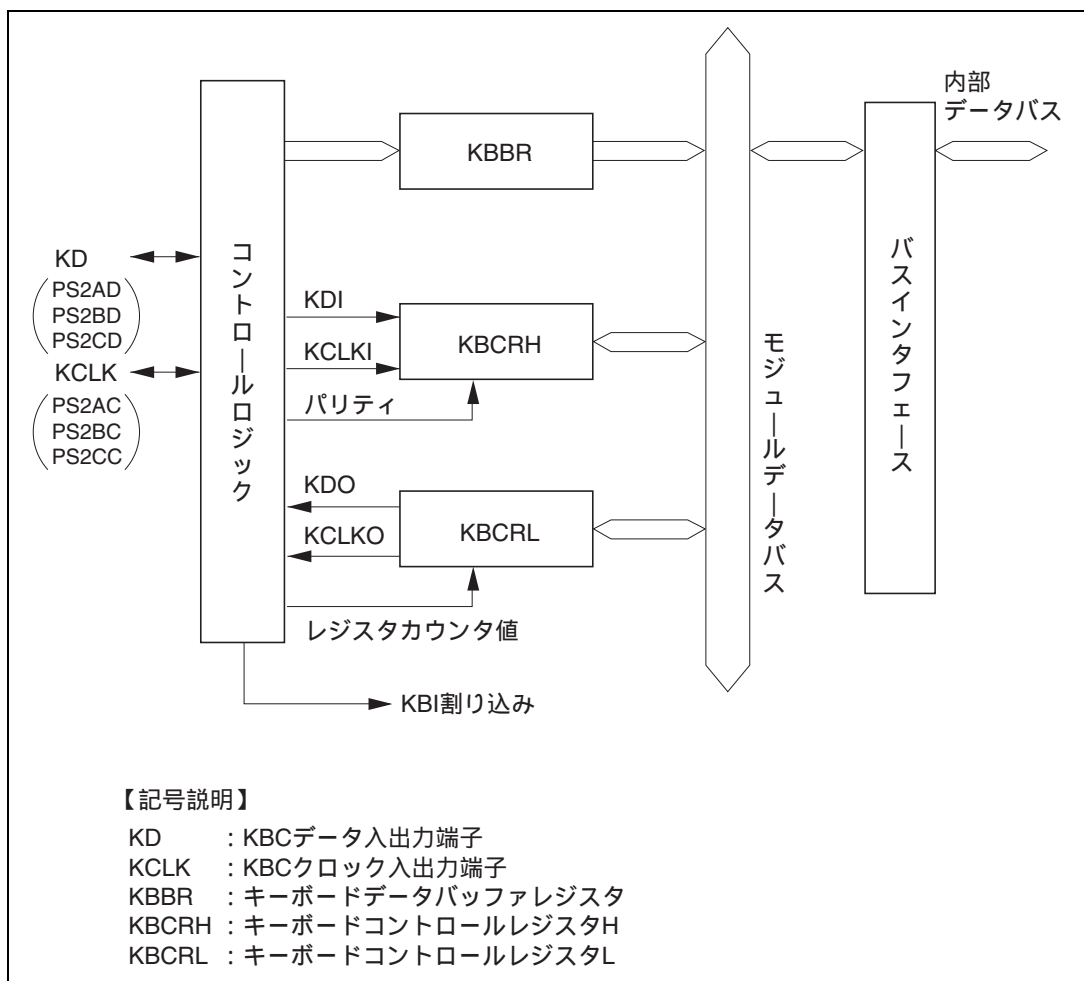 内部
データバス
KBBR
コントロールロジック
KD
PS2AD
PS2BD
PS2CD
KCLK
PS2AC
PS2BC
PS2CC
KDI
KCLKI
パリティ
KBCRH
KDO
KCLKO
KBCRL
レジスタカウンタ値
モジュールデータバス
バスインタフェース
KBI割り込み
【記号説明】
KD : KBCデータ入出力端子
KCLK : KBCクロック入出力端子
KBBR : キーボードデータバッファレジスタ
KBCRH : キーボードコントロールレジスタH
KBCRL : キーボードコントロールレジスタL